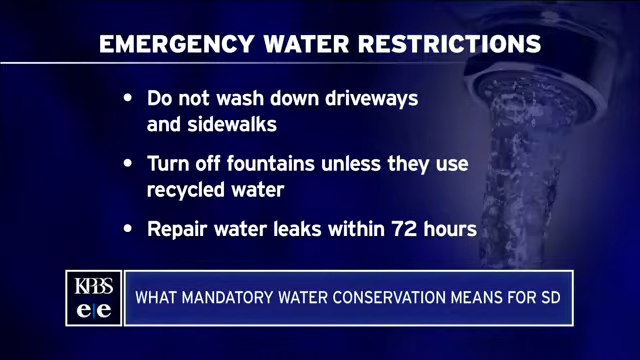 EMERGENCY WATER RESTRICTIONS
• Do not wash down driveways
and sidewalks
• Turn off fountains unless they use
recycled water
• Repair water leaks within 72 hours
KPBS
e|e
WHAT MANDATORY WATER CONSERVATION MEANS FOR SD